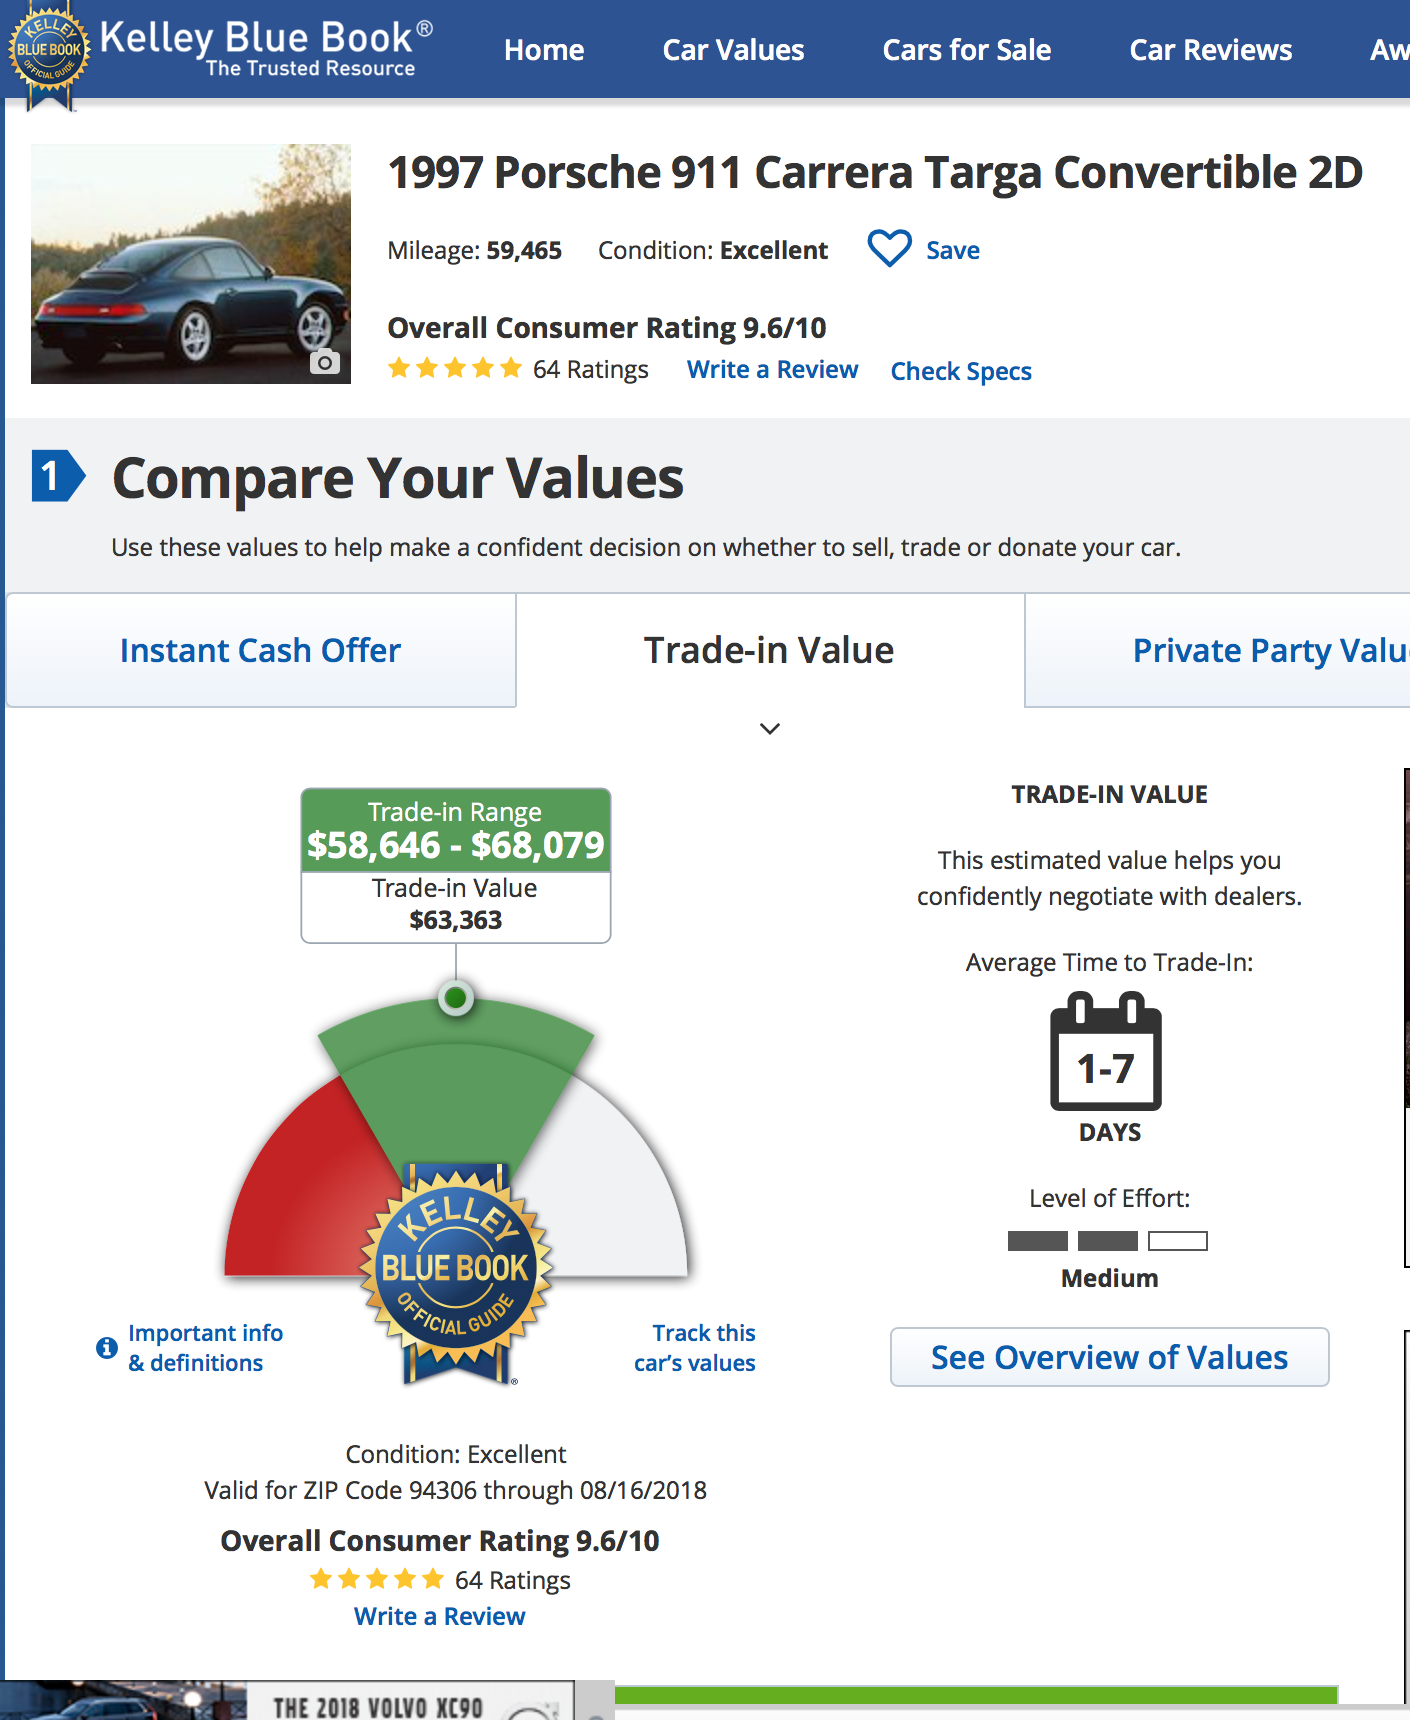 KELLEY
BLUE BOOK
OFFICIAL GUIDE
Kelley Blue Book®
The Trusted Resource
Home
Car Values
Cars for Sale
Car Reviews
Aw
1997 Porsche 911 Carrera Targa Convertible 2D
Mileage: 59,465
Condition: Excellent
Save
Overall Consumer Rating 9.6/10
64 Ratings
Write a Review
Check Specs
1
Compare Your Values
Use these values to help make a confident decision on whether to sell, trade or donate your car.
Instant Cash Offer
Trade-in Value
Private Party Valu
Trade-in Range
$58,646 - $68,079
Trade-in Value
$63,363
KELLEY
BLUE BOOK
OFFICIAL GUIDE
®
Important info
& definitions
Track this
car's values
TRADE-IN VALUE
This estimated value helps you
confidently negotiate with dealers.
Average Time to Trade-In:
1-7
DAYS
Level of Effort:
Medium
See Overview of Values
Condition: Excellent
Valid for ZIP Code 94306 through 08/16/2018
Overall Consumer Rating 9.6/10
64 Ratings
Write a Review
THE 2018 VOLVO XC90